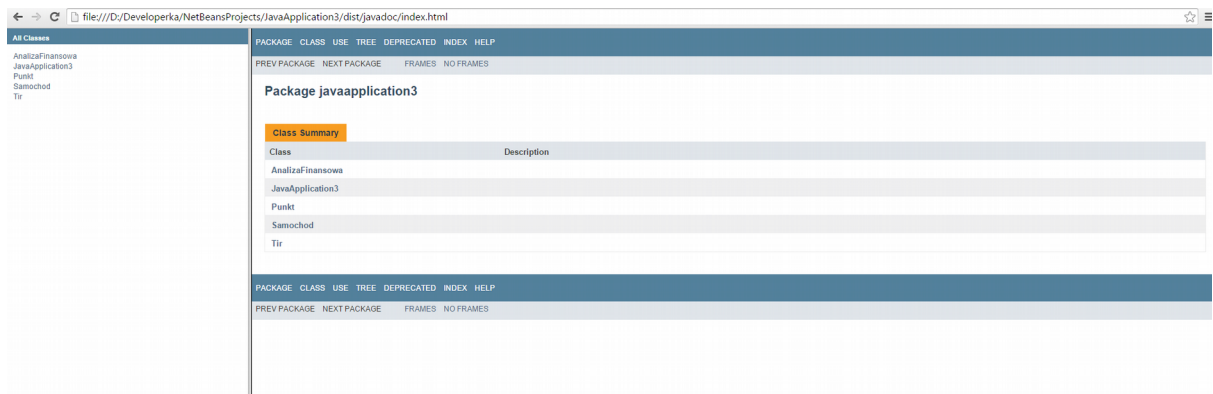 file:///D:/Developerka/NetBeansProjects/JavaApplication3/dist/javadoc/index.html
All Classes
AnalizaFinansowa
JavaApplication3
Punkt
Samochod
Tir
PACKAGE CLASS USE TREE DEPRECATED INDEX HELP
PREV PACKAGE NEXT PACKAGE FRAMES NO FRAMES
Package javaapplication3
Class Summary
Class Description
AnalizaFinansowa
JavaApplication3
Punkt
Samochod
Tir
PACKAGE CLASS USE TREE DEPRECATED INDEX HELP
PREV PACKAGE NEXT PACKAGE FRAMES NO FRAMES